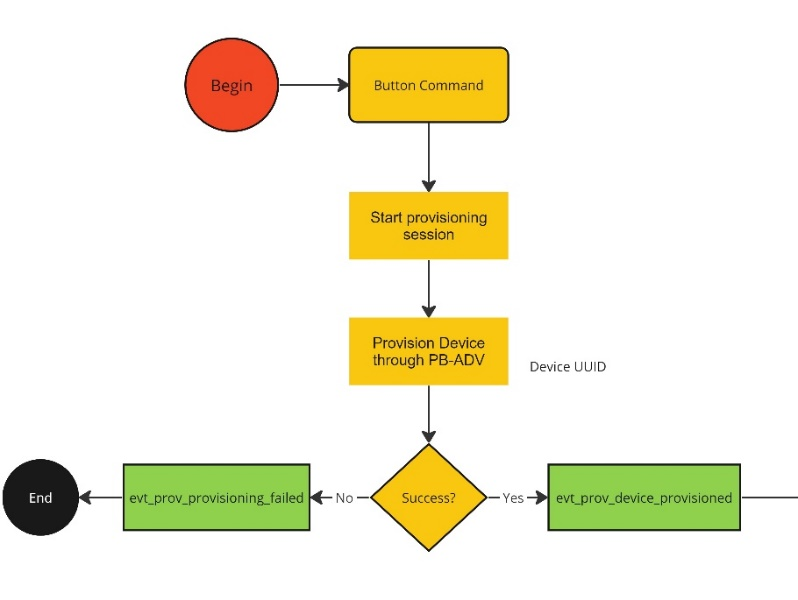 Begin
Button Command
Start provisioning
session
Provision Device
through PB-ADV
Device UUID
End
evt_prov_provisioning_failed
No
Success?
Yes
evt_prov_device_provisioned